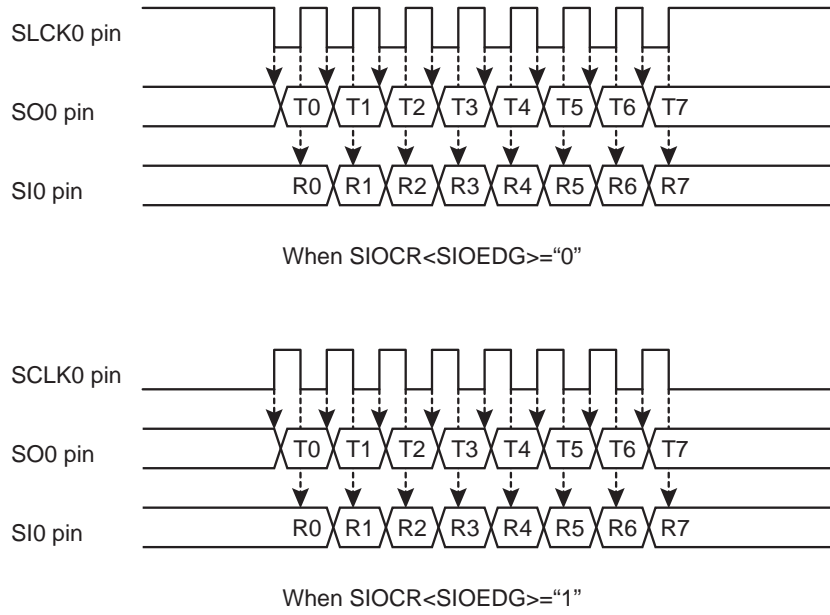 SLCK0 pin
SO0 pin
T0 T1 T2 T3 T4 T5 T6 T7
SI0 pin
R0 R1 R2 R3 R4 R5 R6 R7
When SIOCR<SIOEDG>=“0”
SCLK0 pin
SO0 pin
T0 T1 T2 T3 T4 T5 T6 T7
SI0 pin
R0 R1 R2 R3 R4 R5 R6 R7
When SIOCR<SIOEDG>=“1”